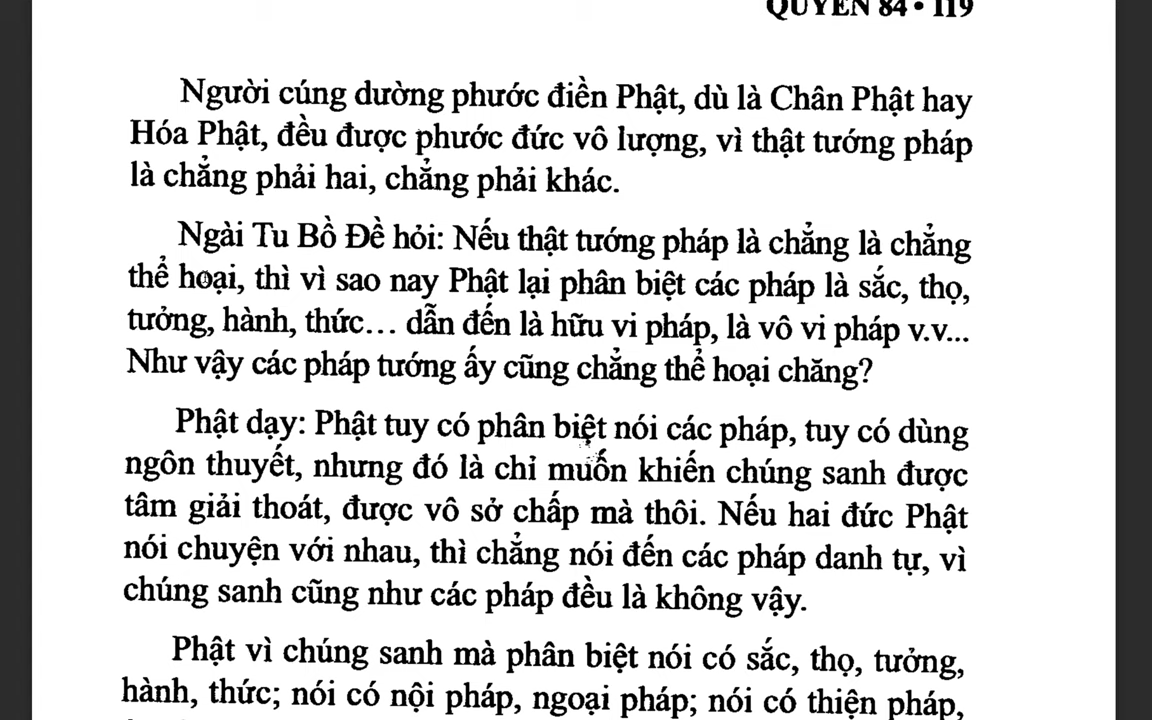 QUYỂN 84 • 119
Người cúng dường phước điền Phật, dù là Chân Phật hay
Hóa Phật, đều được phước đức vô lượng, vì thật tướng pháp
là chẳng phải hai, chẳng phải khác.
Ngài Tu Bồ Đề hỏi: Nếu thật tướng pháp là chẳng là chẳng
thể hoại, thì vì sao nay Phật lại phân biệt các pháp là sắc, thọ,
tưởng, hành, thức... dẫn đến là hữu vi pháp, là vô vi pháp v.v...
Như vậy các pháp tướng ấy cũng chẳng thể hoại chăng?
Phật dạy: Phật tuy có phân biệt nói các pháp, tuy có dùng
ngôn thuyết, nhưng đó là chỉ muốn khiến chúng sanh được
tâm giải thoát, được vô sở chấp mà thôi. Nếu hai đức Phật
nói chuyện với nhau, thì chẳng nói đến các pháp danh tự, vì
chúng sanh cũng như các pháp đều là không vậy.
Phật vì chúng sanh mà phân biệt nói có sắc, thọ, tưởng,
hành, thức; nói có nội pháp, ngoại pháp; nói có thiện pháp,